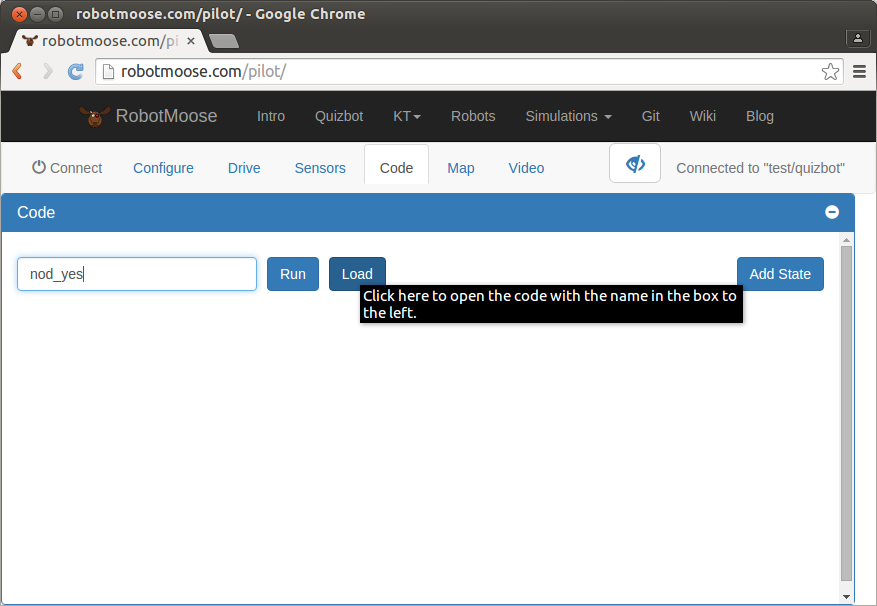 robotmoose.com/pilot/ - Google Chrome
robotmoose.com/pi
robotmoose.com/pilot/
RobotMoose Intro Quizbot KT Robots Simulations Git Wiki Blog
Connect Configure Drive Sensors Code Map Video Connected to "test/quizbot"
Code
nod_yes Run Load Add State
Click here to open the code with the name in the box to
the left.